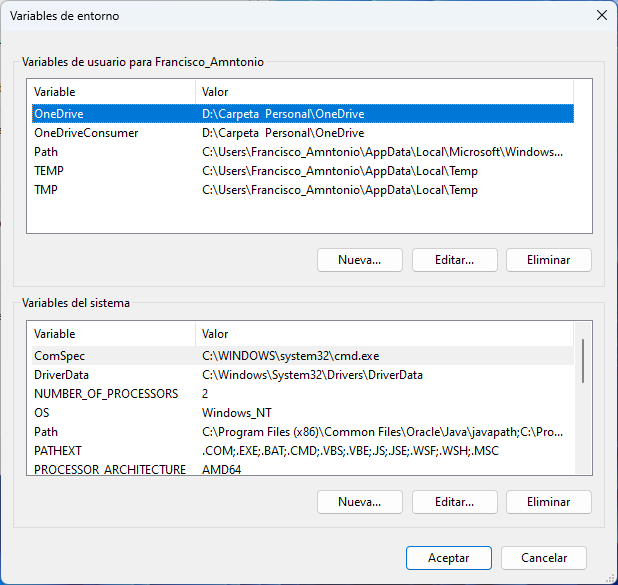 Variables de entorno
Variables de usuario para Francisco_Amntonio
Variable Valor
OneDrive D:\Carpeta Personal\OneDrive
OneDriveConsumer D:\Carpeta Personal\OneDrive
Path C:\Users\Francisco_Amntonio\AppData\Local\Microsoft\Windows...
TEMP C:\Users\Francisco_Amntonio\AppData\Local\Temp
TMP C:\Users\Francisco_Amntonio\AppData\Local\Temp
Nueva... Editar... Eliminar
Variables del sistema
Variable Valor
ComSpec C:\WINDOWS\system32\cmd.exe
DriverData C:\Windows\System32\Drivers\DriverData
NUMBER_OF_PROCESSORS 2
OS Windows_NT
Path C:\Program Files (x86)\Common Files\Oracle\Java\javapath;C:\Pro...
PATHEXT .COM;.EXE;.BAT;.CMD;.VBS;.VBE;.JS;.JSE;.WSF;.WSH;.MSC
PROCESSOR_ARCHITECTURE AMD64
Nueva... Editar... Eliminar
Aceptar Cancelar